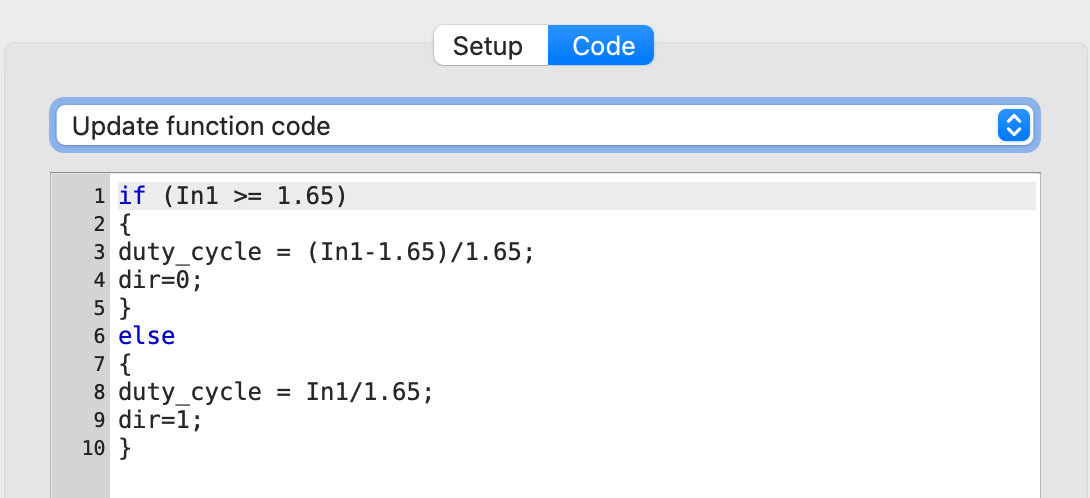 Setup Code
Update function code
1 if (In1 >= 1.65)
2 {
3 duty_cycle = (In1-1.65)/1.65;
4 dir=0;
5 }
6 else
7 {
8 duty_cycle = In1/1.65;
9 dir=1;
10 }